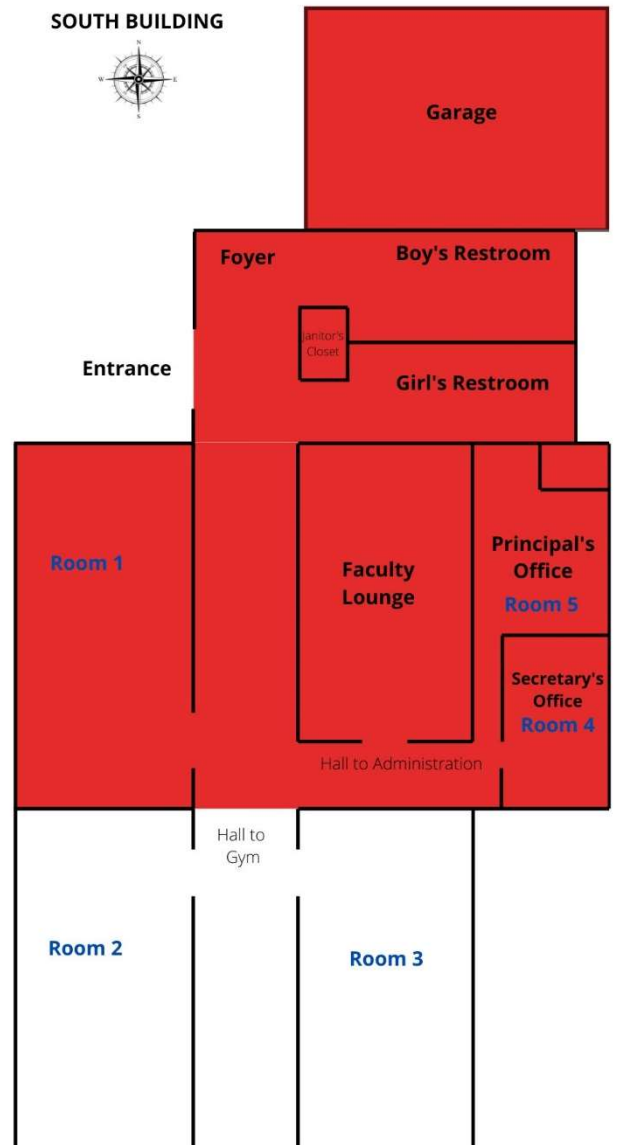 SOUTH BUILDING
N
W
E
S
Garage
Foyer
Boy's Restroom
Janitor's
Closet
Entrance
Girl's Restroom
Room 1
Faculty
Lounge
Principal's
Office
Room 5
Secretary's
Office
Room 4
Hall to Administration
Hall to
Gym
Room 2
Room 3